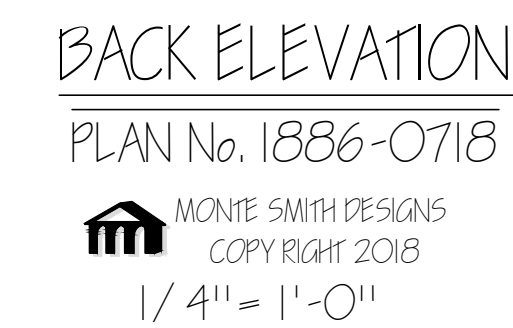 BACK ELEVATION
PLAN No. 1886-0718
MONTE SMITH DESIGNS
COPY RIGHT 2018
1/4"=1'-0"